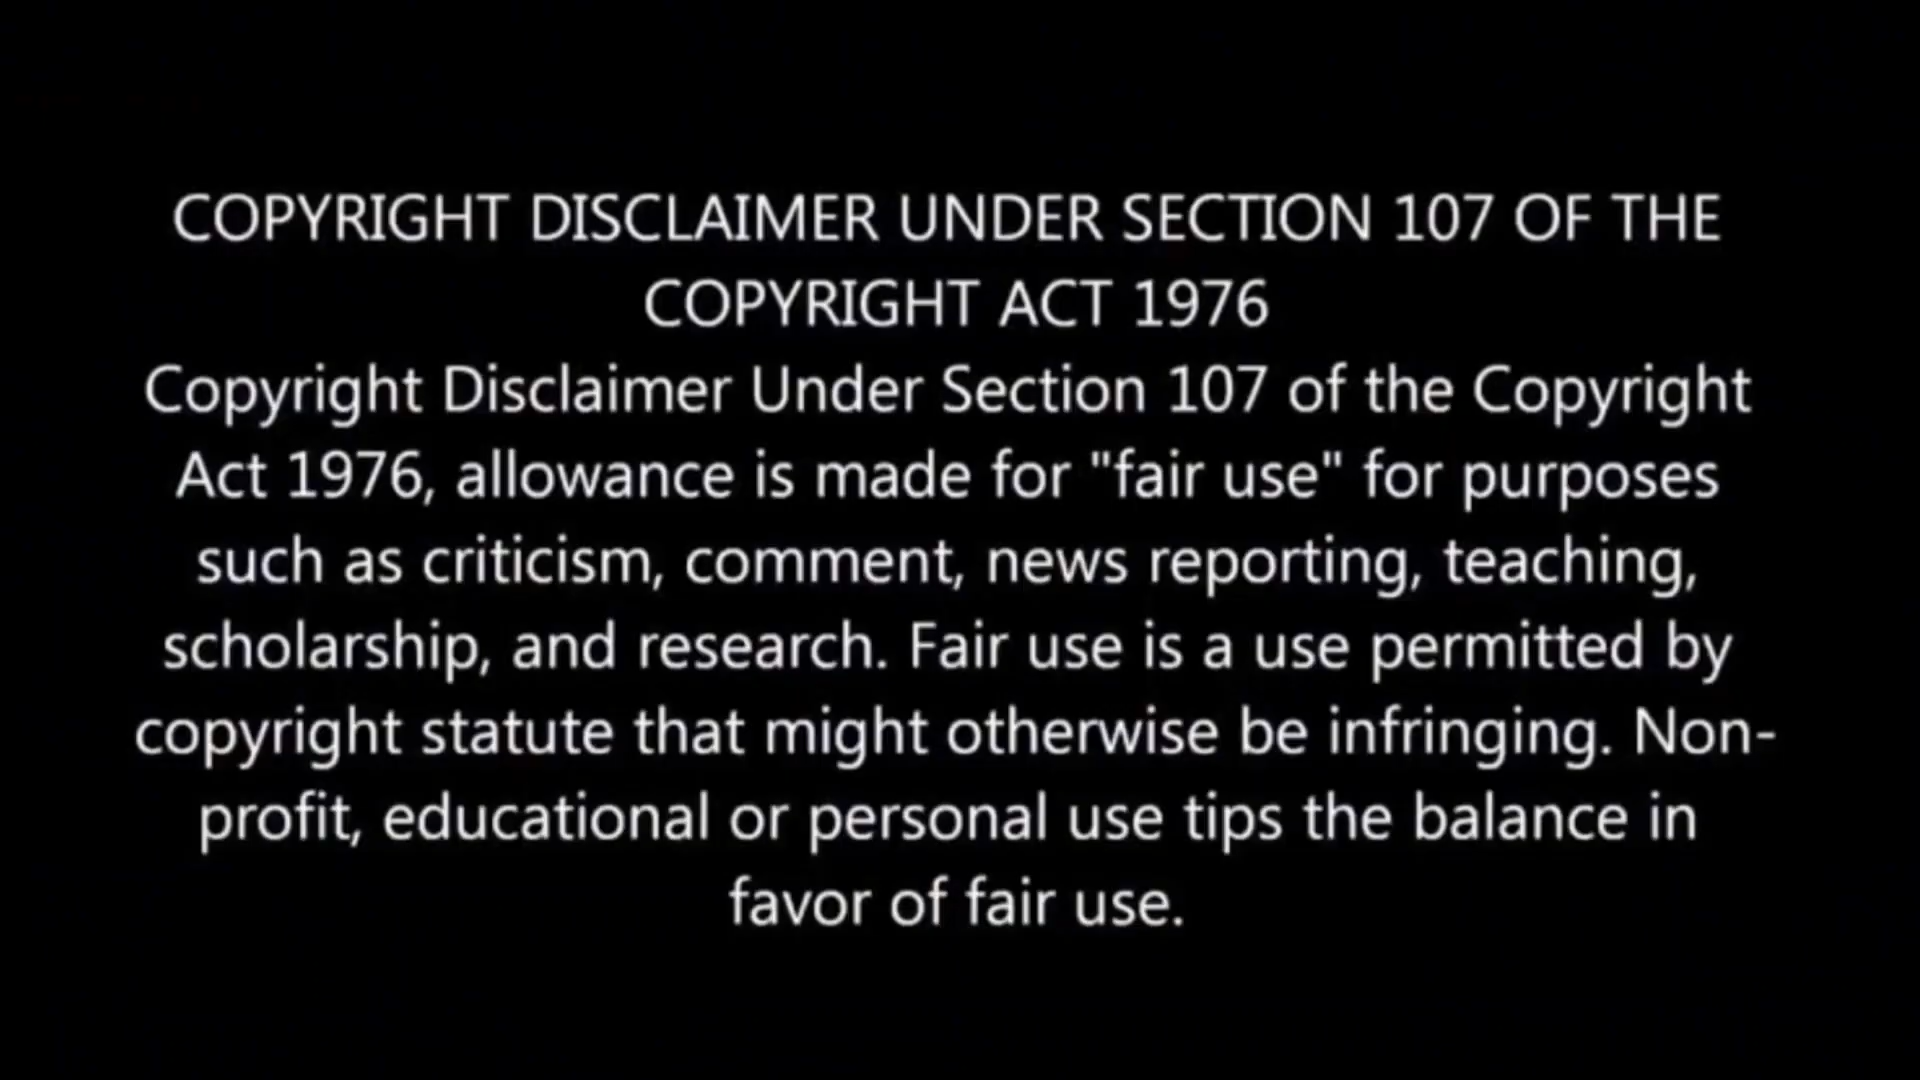 COPYRIGHT DISCLAIMER UNDER SECTION 107 OF THE
COPYRIGHT ACT 1976
Copyright Disclaimer Under Section 107 of the Copyright
Act 1976, allowance is made for "fair use" for purposes
such as criticism, comment, news reporting, teaching,
scholarship, and research. Fair use is a use permitted by
copyright statute that might otherwise be infringing. Non-
profit, educational or personal use tips the balance in
favor of fair use.